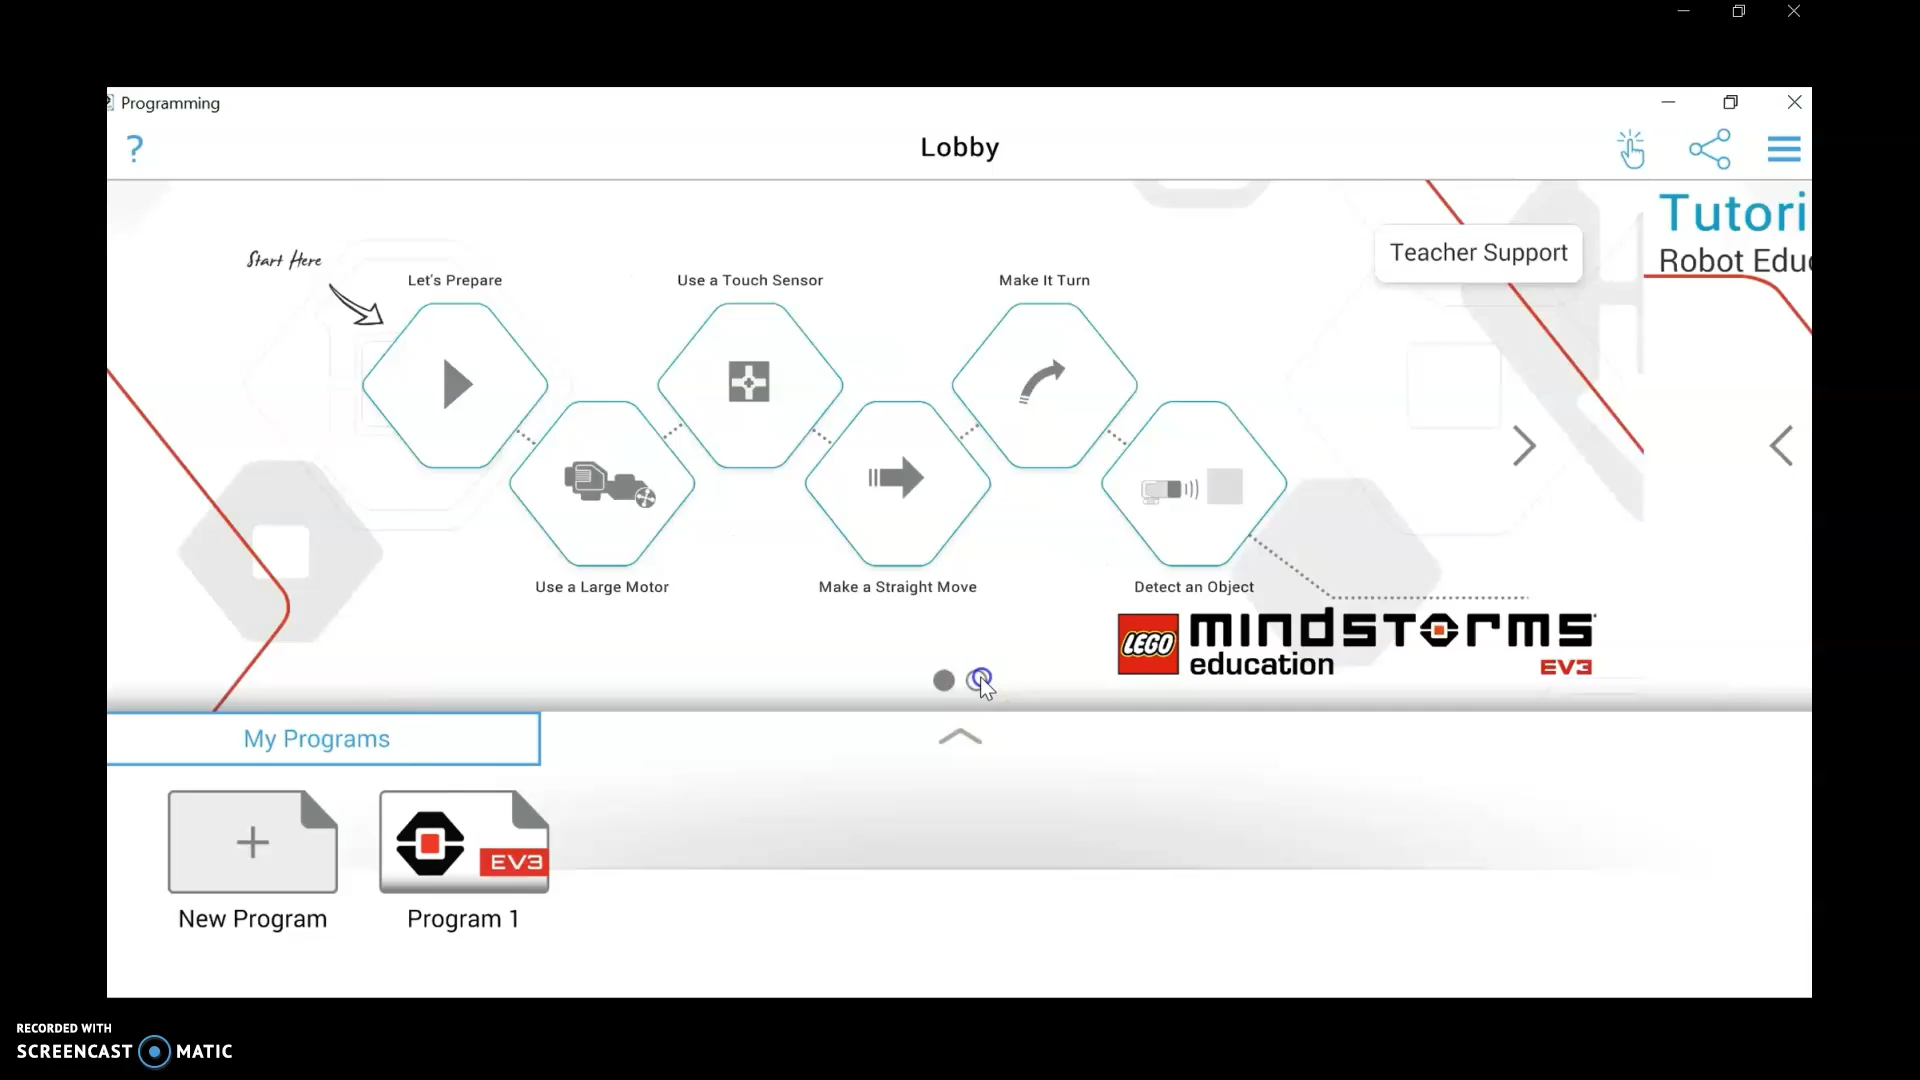 Programming
?
Lobby
Tutori
Robot Educ
Teacher Support
Start Here
Let's Prepare
Use a Touch Sensor
Make It Turn
Use a Large Motor
Make a Straight Move
Detect an Object
LEGO mindstorms
education
EV3
My Programs
EV3
New Program
Program 1
RECORDED WITH
SCREENCAST MATIC